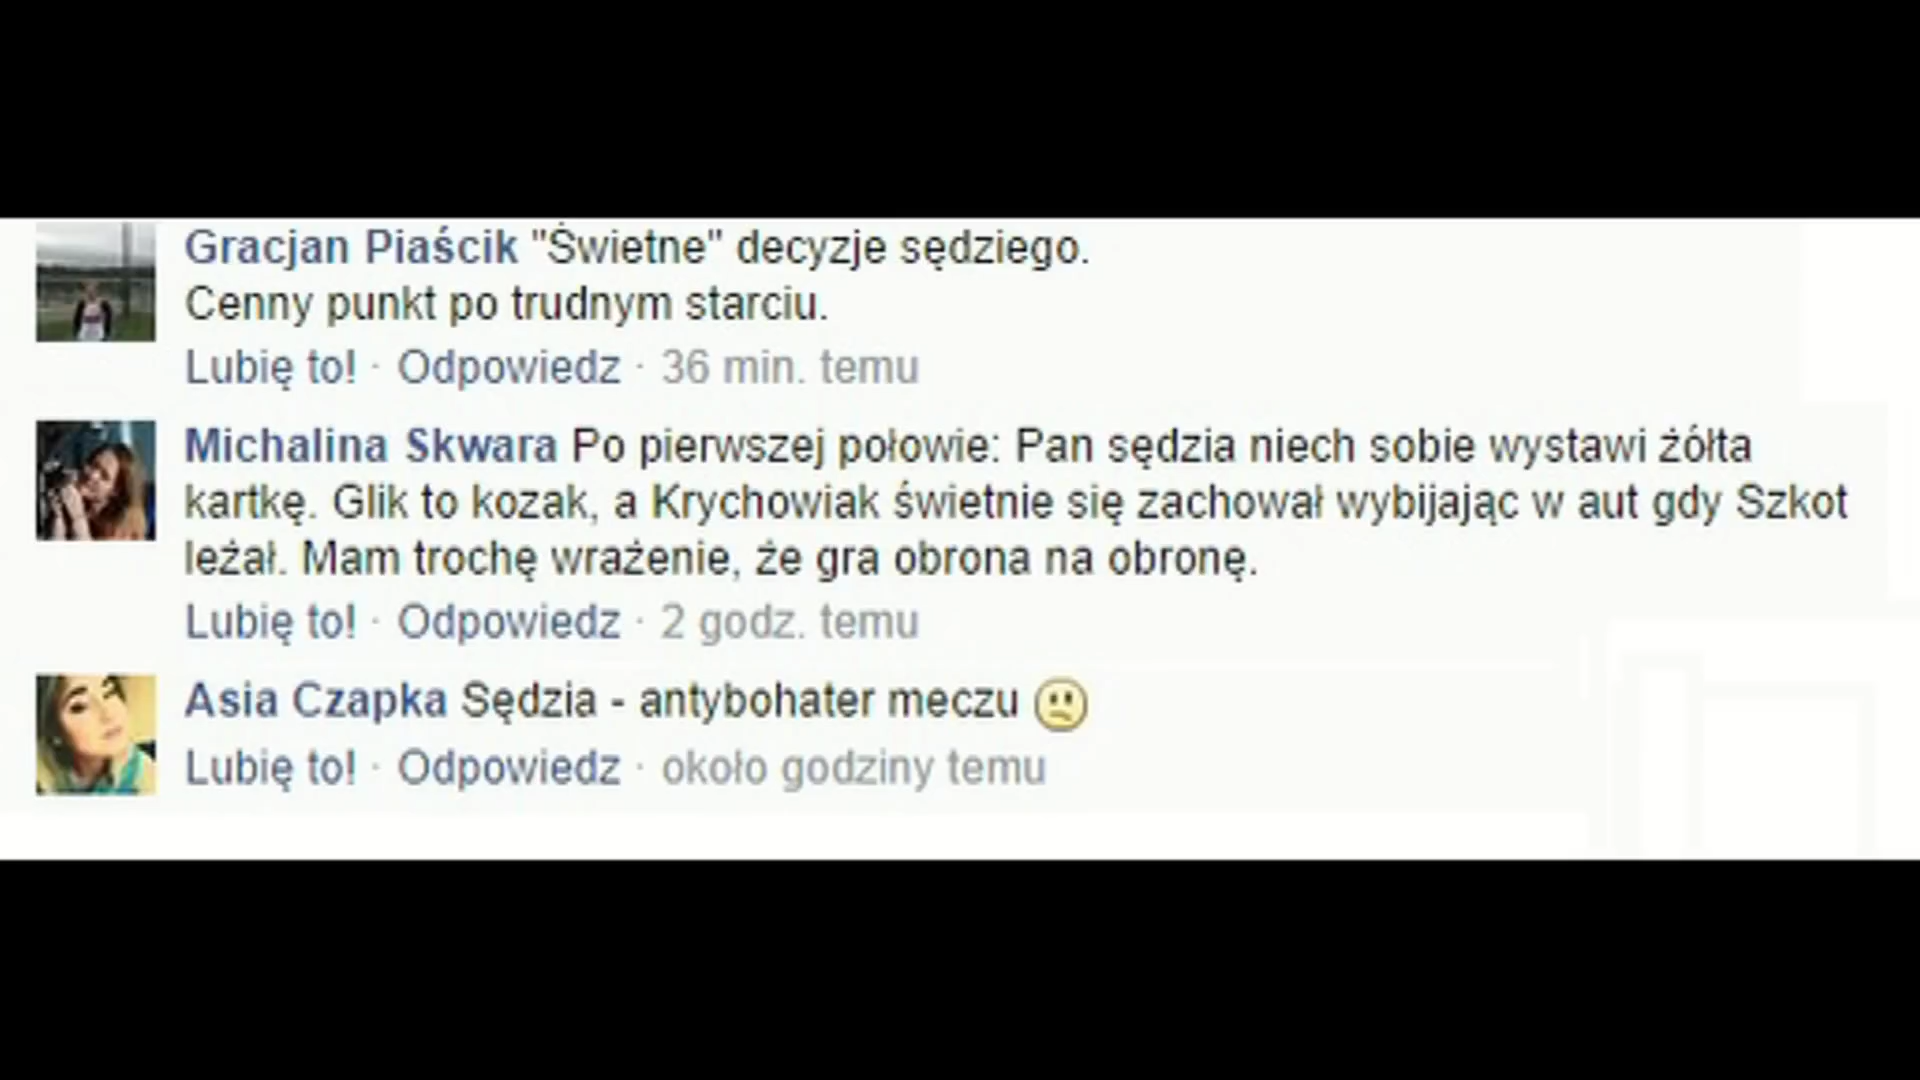 Gracjan Piaścik "Świetne" decyzje sędziego.
Cenny punkt po trudnym starciu.
Lubię to! · Odpowiedz · 36 min. temu
Michalina Skwara Po pierwszej połowie: Pan sędzia niech sobie wystawi żółta
kartkę. Glik to kozak, a Krychowiak świetnie się zachował wybijając w aut gdy Szkot
leżał. Mam trochę wrażenie, że gra obrona na obronę.
Lubię to! · Odpowiedz · 2 godz. temu
Asia Czapka Sędzia - antybohater meczu
Lubię to! · Odpowiedz · około godziny temu